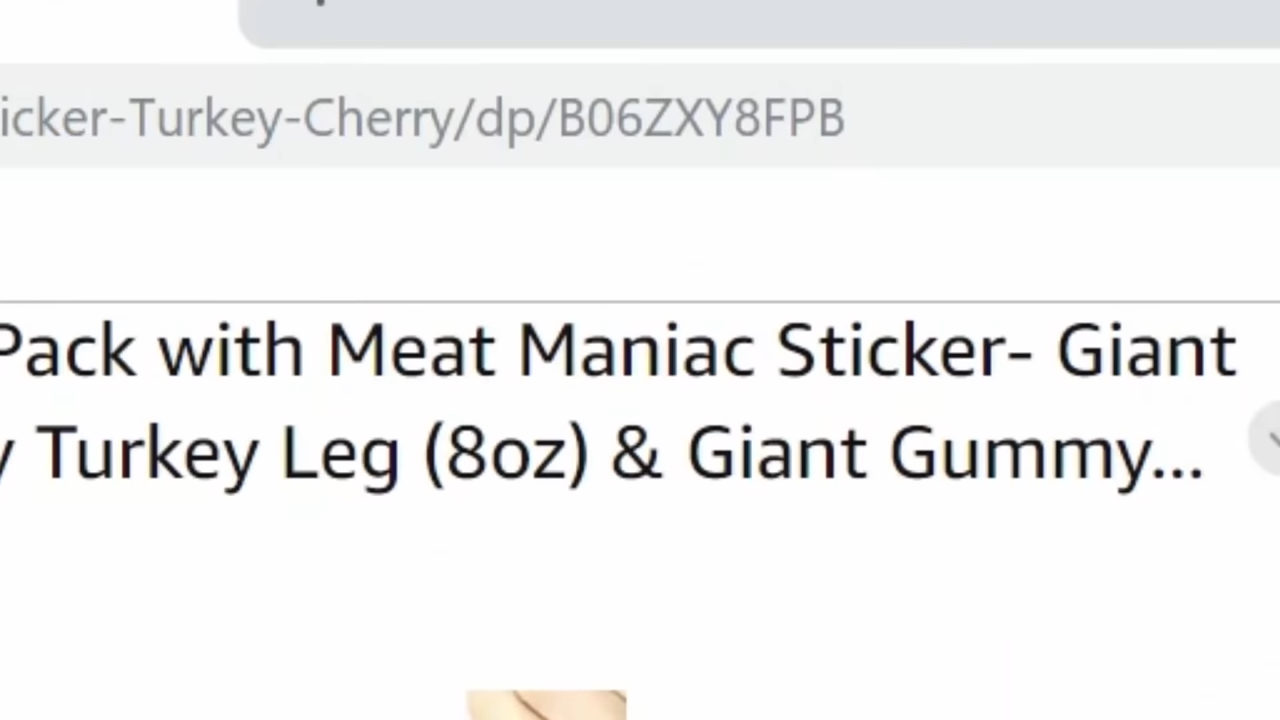 icker-Turkey-Cherry/dp/B06ZXY8FPB
Pack with Meat Maniac Sticker- Giant
y Turkey Leg (8oz) & Giant Gummy...